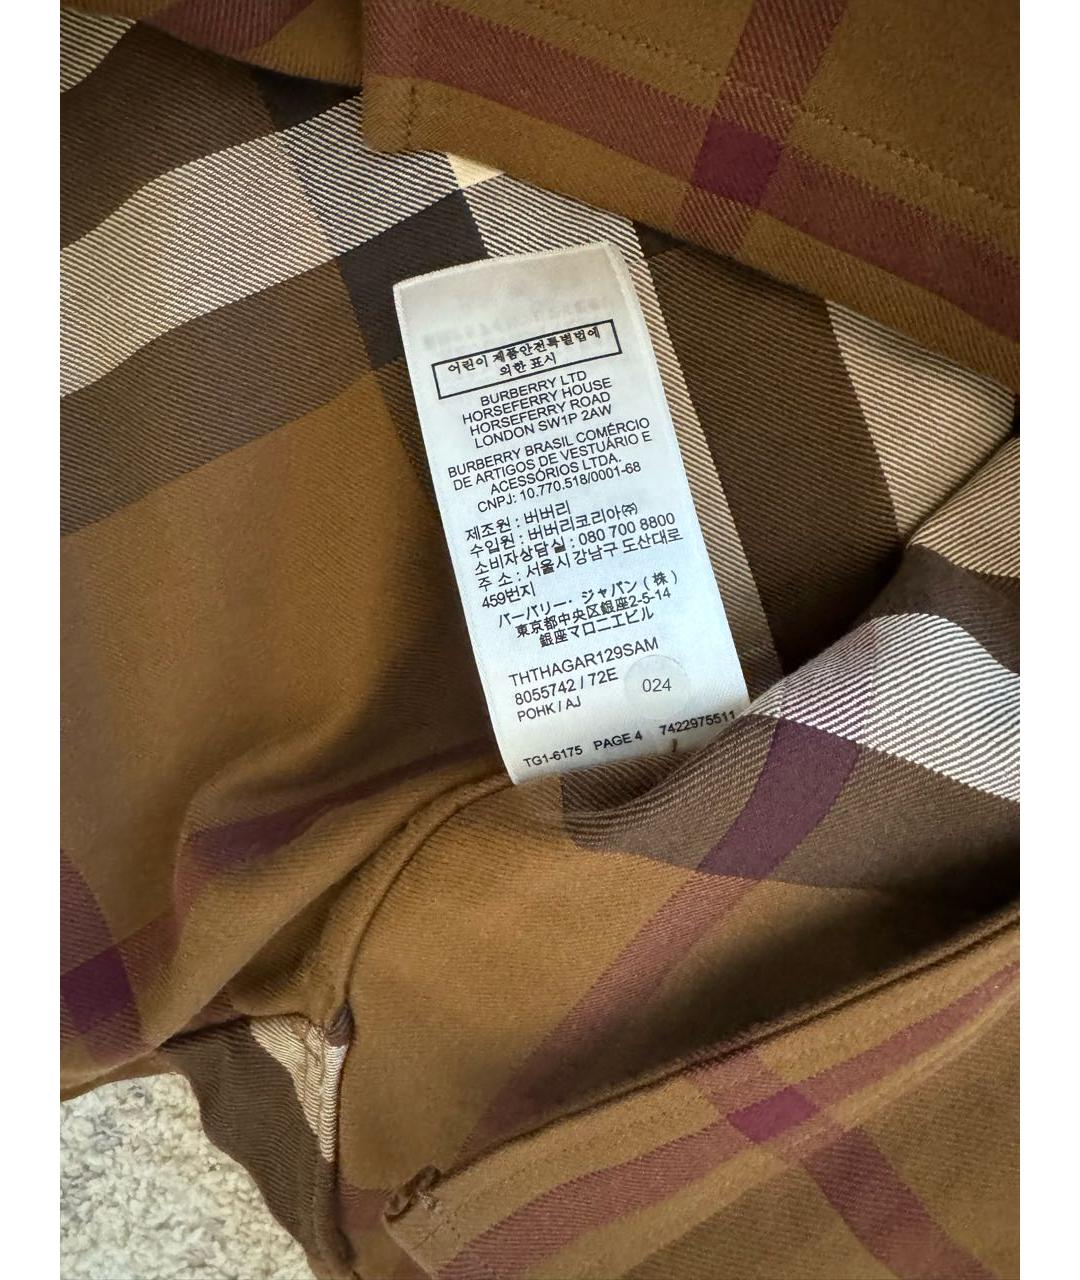 어린이 제품안전특별법에
의한 표시
BURBERRY LTD
HORSEFERRY HOUSE
HORSEFERRY ROAD
LONDON SW1P 2AW
BURBERRY BRASIL COMÉRCIO
DE ARTIGOS DE VESTUÁRIO E
ACESSÓRIOS LTDA.
CNPJ: 10.770.518/0001-68
제조원 : 버버리
수입원 : 버버리코리아㈜
소비자상담실 : 080 700 8800
주 소 : 서울시 강남구 도산대로
459번지
バーバリー・ジャパン（株）
東京都中央区銀座2-5-14
銀座マロニエビル
THTHAGAR129SAM
8055742 / 72E
024
POHK / AJ
TG1-6175 PAGE 4 7422975511